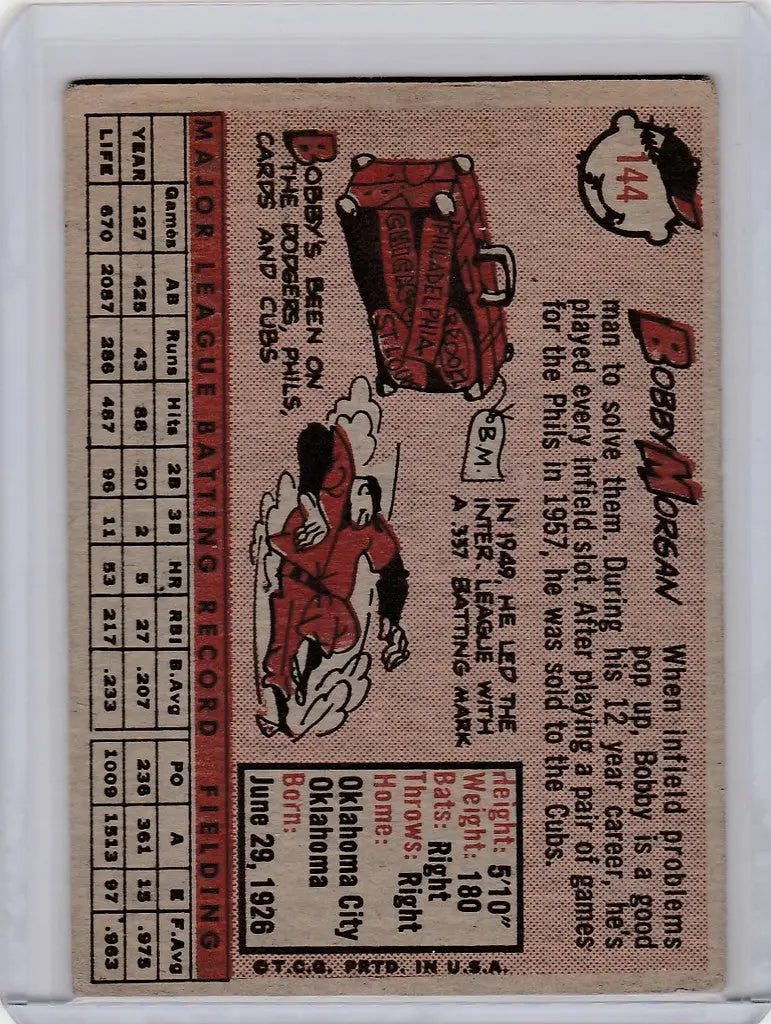 144
BOBBY MORGAN
When infield problems
pop up, Bobby is a good
man to solve them. During his 12 year career, he's
played every infield slot. After playing a pair of games
for the Phils in 1957, he was sold to the Cubs.
PHILADELPHIA
ST. LOUI
B.M.
BOBBY'S BEEN ON
THE DODGERS, PHILS,
CARDS AND CUBS
IN 1949, HE LED THE
INTER. LEAGUE WITH
A .337 BATTING MARK
Height: 5'10"
Weight: 180
Bats: Right
Throws: Right
Home:
Oklahoma City
Oklahoma
Born:
June 29, 1926
©T.C.G. PRTD. IN U.S.A.
MAJOR LEAGUE BATTING RECORD FIELDING
Games AB Runs Hits 2B 3B HR RBI B.Avg PO A E F.Avg
YEAR 127 425 43 88 20 2 5 27 .207 236 361 15 .975
LIFE 670 2087 286 487 96 11 53 217 .233 1009 1513 97 .963